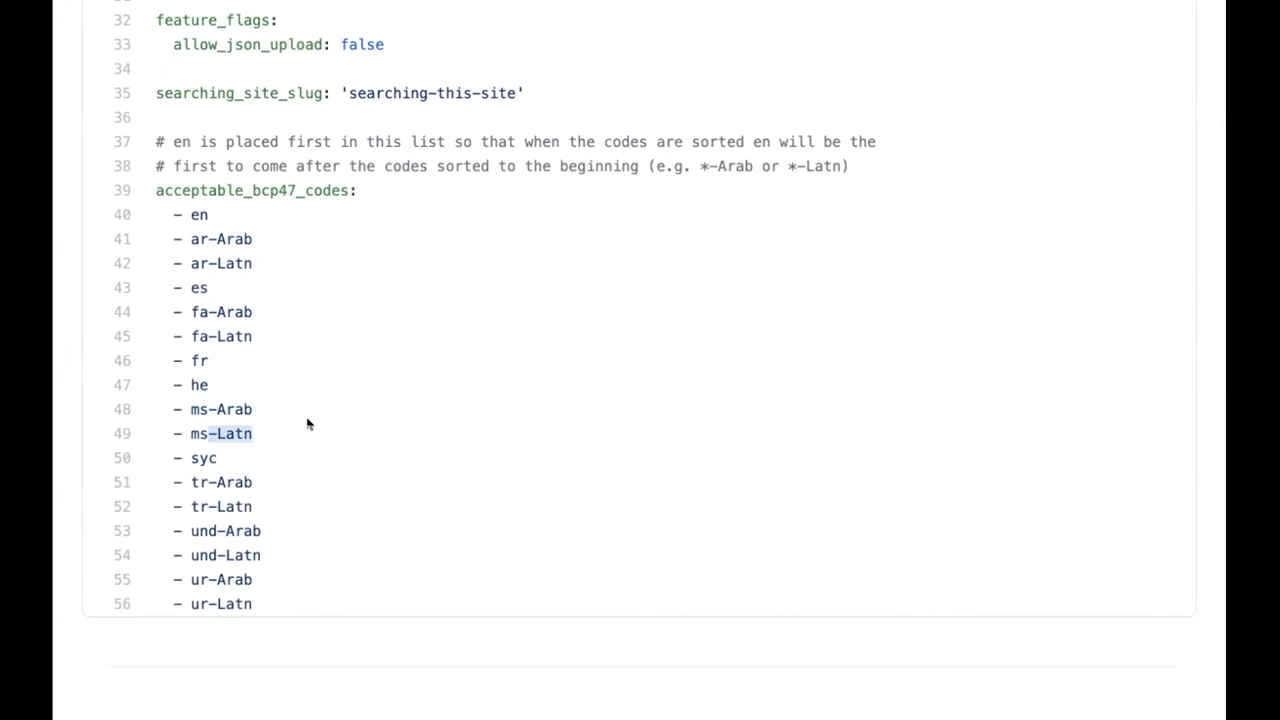 32 feature_flags:
33 allow_json_upload: false
34
35 searching_site_slug: 'searching-this-site'
36
37 # en is placed first in this list so that when the codes are sorted en will be the
38 # first to come after the codes sorted to the beginning (e.g. *-Arab or *-Latn)
39 acceptable_bcp47_codes:
40 - en
41 - ar-Arab
42 - ar-Latn
43 - es
44 - fa-Arab
45 - fa-Latn
46 - fr
47 - he
48 - ms-Arab
49 - ms-Latn
50 - syc
51 - tr-Arab
52 - tr-Latn
53 - und-Arab
54 - und-Latn
55 - ur-Arab
56 - ur-Latn